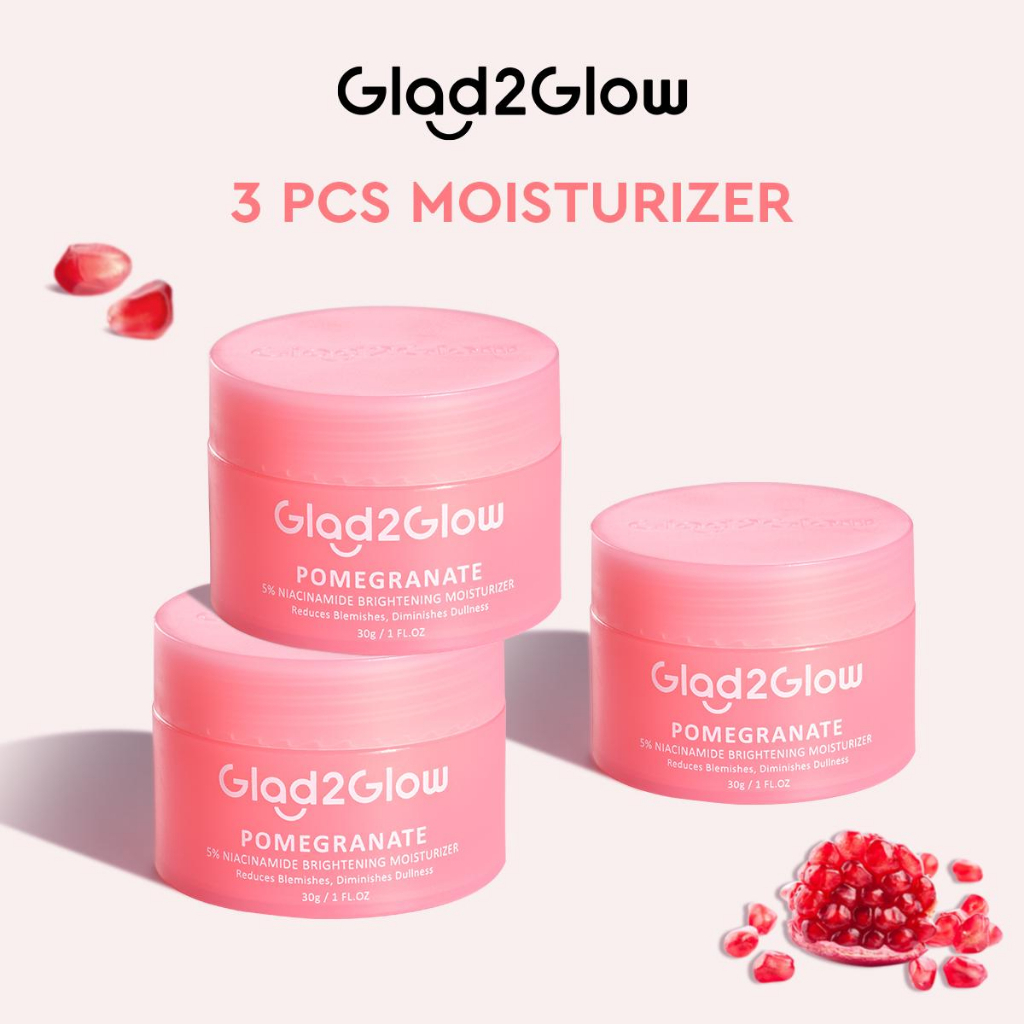 Glad2Glow
3 PCS MOISTURIZER
Glad2Glow
POMEGRANATE
5% NIACINAMIDE BRIGHTENING MOISTURIZER
Reduces Blemishes, Diminishes Dullness
30g / 1 FL.OZ
Glad2Glow
POMEGRANATE
5% NIACINAMIDE BRIGHTENING MOISTURIZER
Reduces Blemishes, Diminishes Dullness
30g / 1 FL.OZ
Glad2Glow
POMEGRANATE
5% NIACINAMIDE BRIGHTENING MOISTURIZER
Reduces Blemishes, Diminishes Dullness
30g / 1 FL.OZ